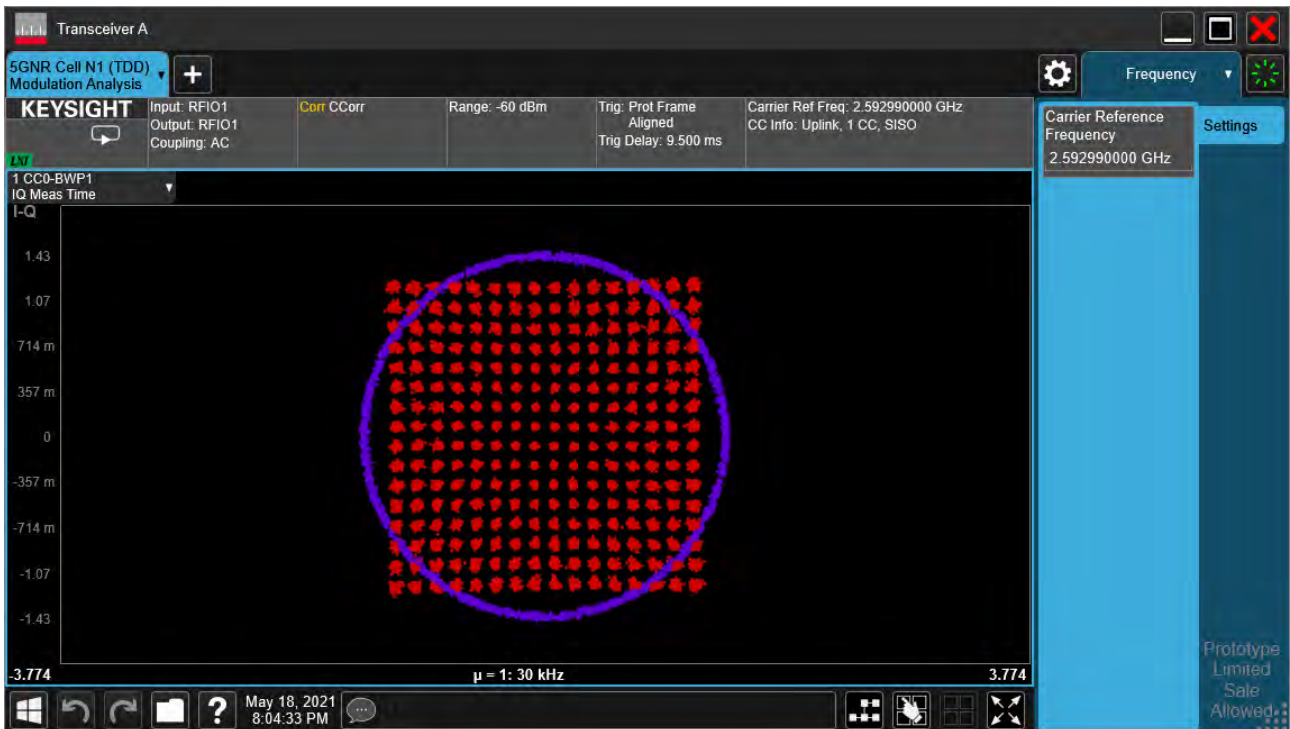 Transceiver A
5GNR Cell N1 (TDD)
Modulation Analysis
Frequency
KEYSIGHT
LXI
Input: RFIO1
Output: RFIO1
Coupling: AC
Corr CCorr
Range: -60 dBm
Trig: Prot Frame
Aligned
Trig Delay: 9.500 ms
Carrier Ref Freq: 2.592990000 GHz
CC Info: Uplink, 1 CC, SISO
Carrier Reference
Frequency
2.592990000 GHz
Settings
1 CC0-BWP1
IQ Meas Time
I-Q
1.43
1.07
714 m
357 m
0
-357 m
-714 m
-1.07
-1.43
-3.774
µ = 1: 30 kHz
3.774
Prototype
Limited
Sale
Allowed
?
May 18, 2021
8:04:33 PM